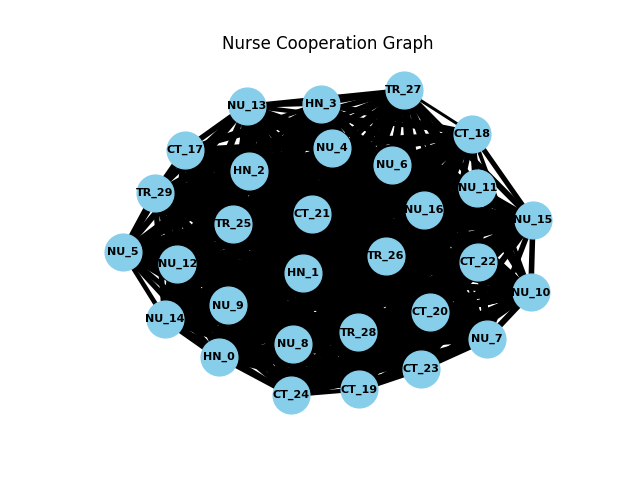 Nurse Cooperation Graph
TR_27
HN_3
NU_13
CT_18
NU_4
CT_17
NU_6
HN_2
NU_11
TR_29
NU_16
CT_21
NU_15
TR_25
NU_5
TR_26
CT_22
NU_12
HN_1
NU_10
NU_9
CT_20
NU_14
TR_28
NU_7
NU_8
HN_0
CT_23
CT_19
CT_24